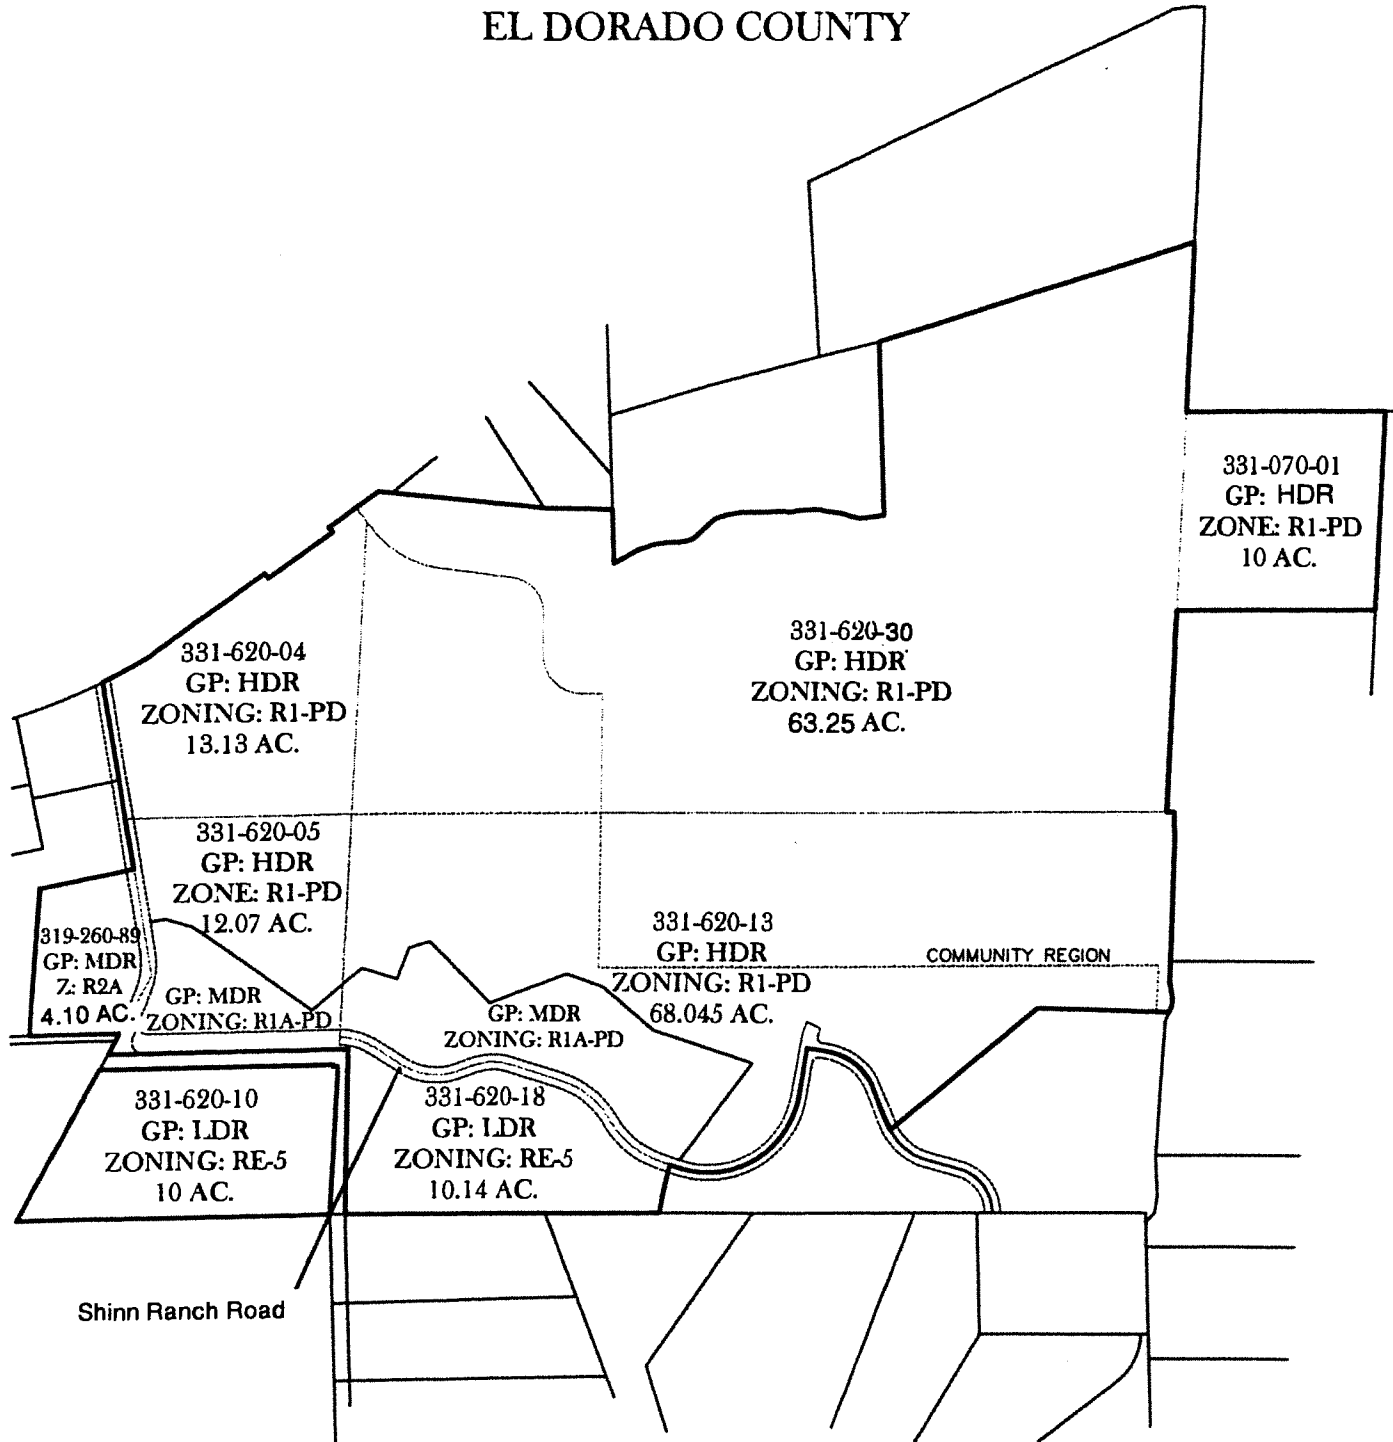 EL DORADO COUNTY
331-070-01
GP: HDR
ZONE: R1-PD
10 AC.
331-620-30
GP: HDR
ZONING: R1-PD
63.25 AC.
331-620-04
GP: HDR
ZONING: R1-PD
13.13 AC.
331-620-05
GP: HDR
ZONE: R1-PD
12.07 AC.
319-260-89
GP: MDR
Z: R2A
4.10 AC.
GP: MDR
ZONING: R1A-PD
331-620-13
GP: HDR
ZONING: R1-PD
68.045 AC.
COMMUNITY REGION
GP: MDR
ZONING: R1A-PD
331-620-10
GP: LDR
ZONING: RE-5
10 AC.
331-620-18
GP: LDR
ZONING: RE-5
10.14 AC.
Shinn Ranch Road